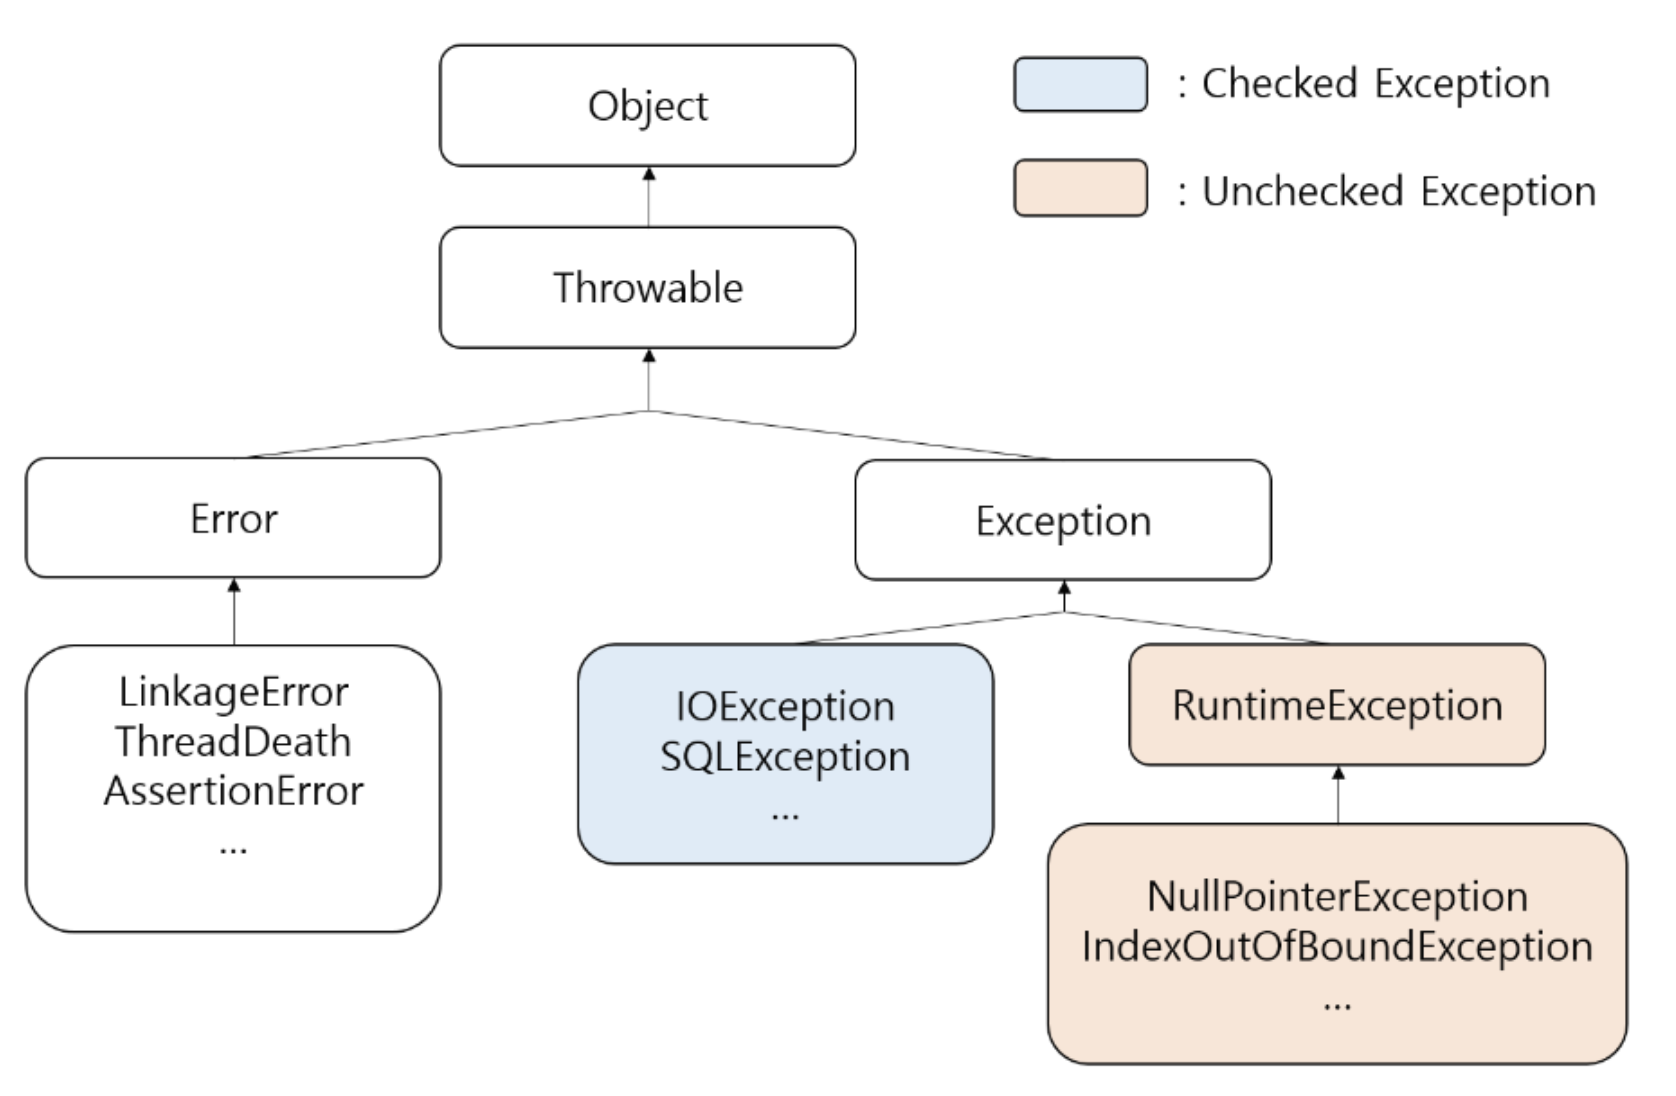 Object
: Checked Exception
: Unchecked Exception
Throwable
Error
Exception
LinkageError
ThreadDeath
AssertionError
...
IOException
SQLException
...
RuntimeException
NullPointerException
IndexOutOfBoundException
...